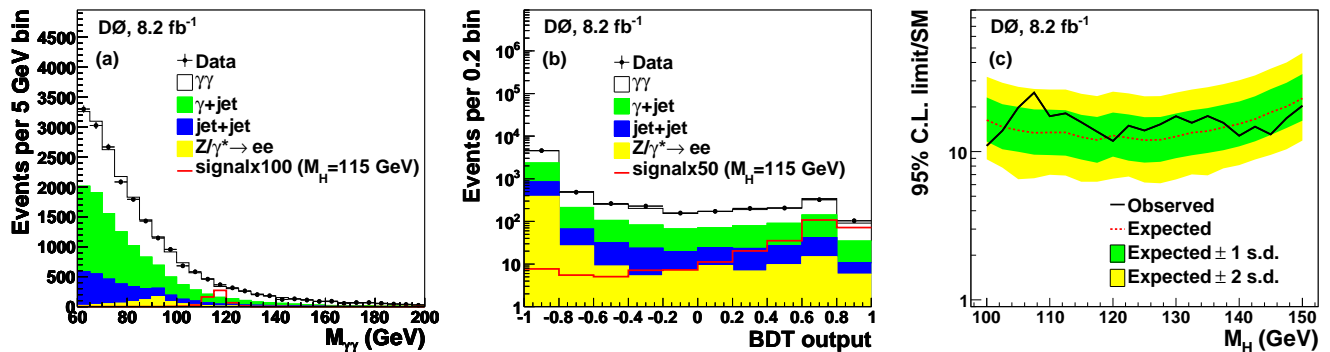 DØ, 8.2 fb⁻¹
(a)
Events per 5 GeV bin
4500
4000
3500
3000
2500
2000
1500
1000
500
0
Data
γγ
γ+jet
jet+jet
Z/γ*→ ee
signalx100 (M_H=115 GeV)
60 80 100 120 140 160 180 200
M_γγ (GeV)
DØ, 8.2 fb⁻¹
(b)
Events per 0.2 bin
10⁶
10⁵
10⁴
10³
10²
10
1
Data
γγ
γ+jet
jet+jet
Z/γ*→ ee
signalx50 (M_H=115 GeV)
-1 -0.8 -0.6 -0.4 -0.2 0 0.2 0.4 0.6 0.8 1
BDT output
DØ, 8.2 fb⁻¹
(c)
95% C.L. limit/SM
10
1
Observed
Expected
Expected ± 1 s.d.
Expected ± 2 s.d.
100 110 120 130 140 150
M_H (GeV)